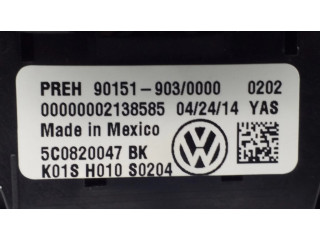 PREH 90151-903/0000 0202
00000002138585 04/24/14 YAS
Made in Mexico
5C0820047 BK
K01S H010 S0204